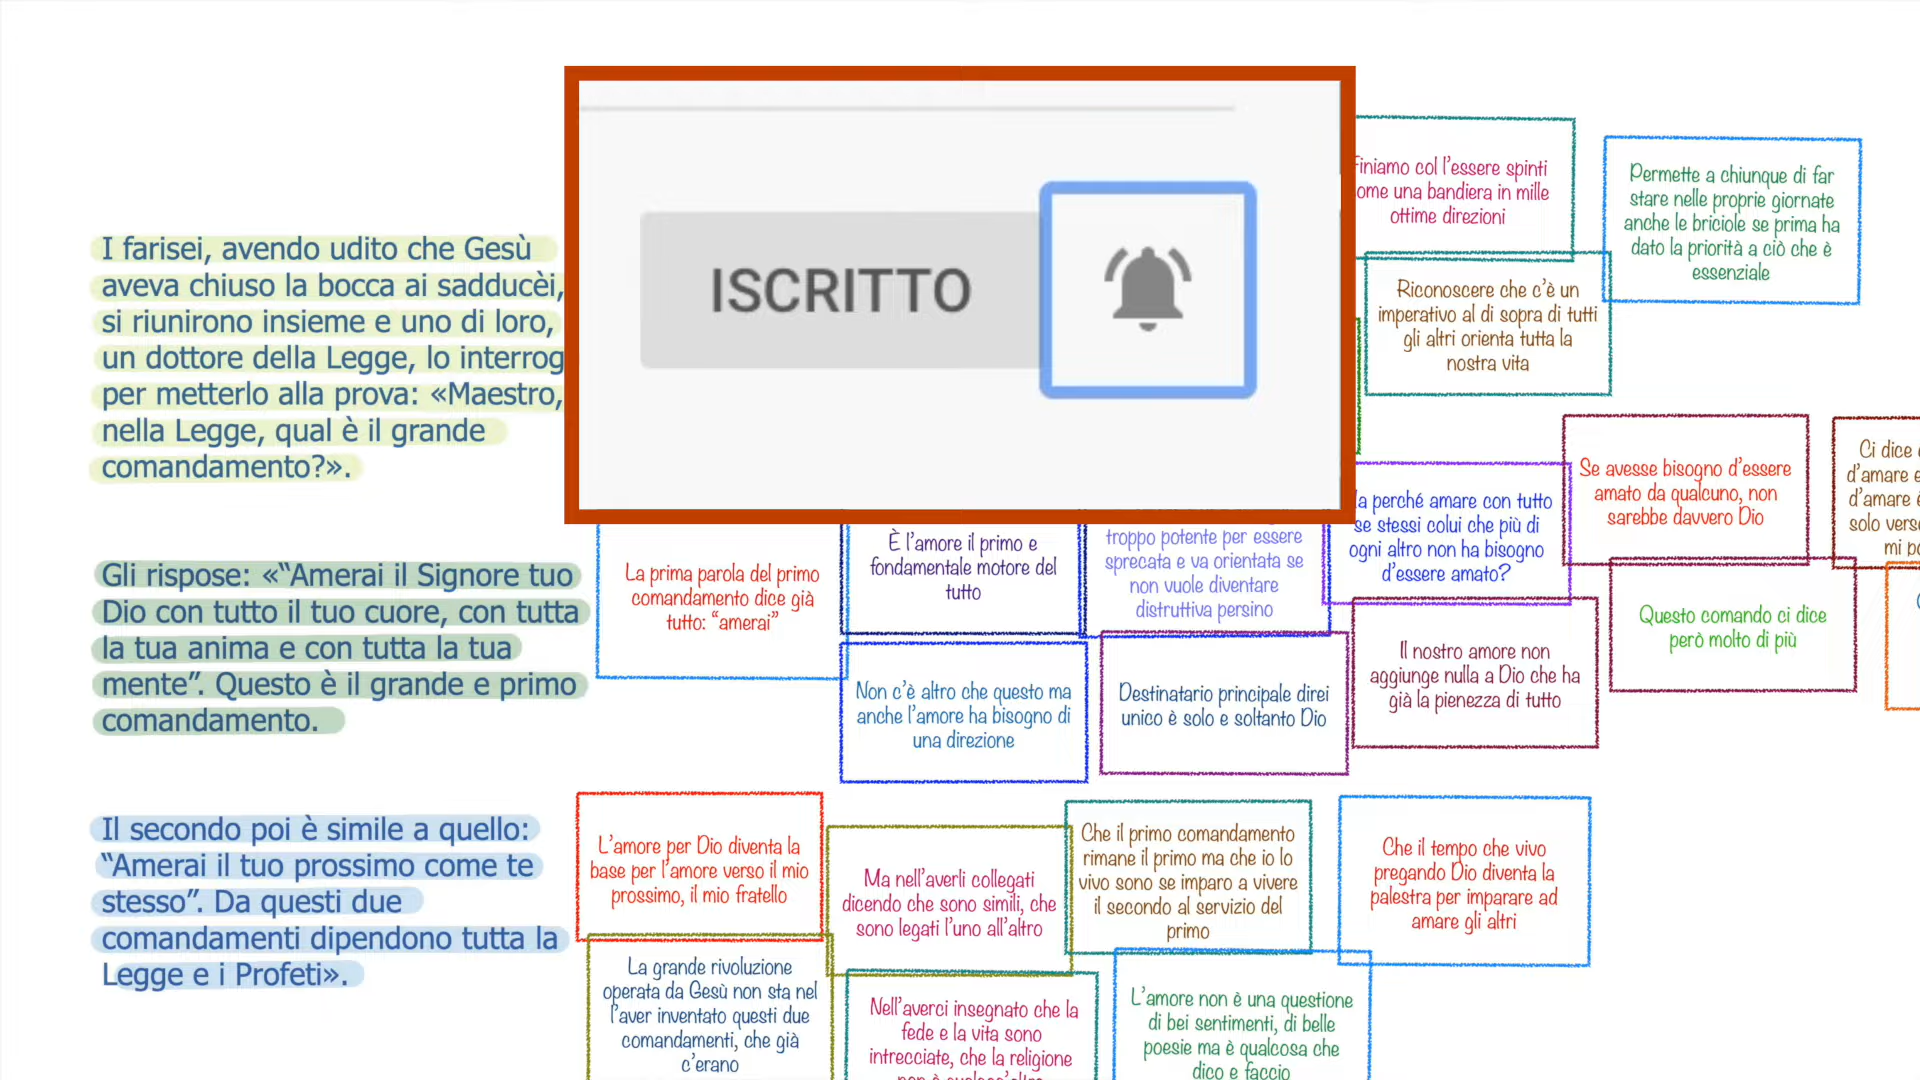 I farisei, avendo udito che Gesù
aveva chiuso la bocca ai sadducèi,
si riunirono insieme e uno di loro,
un dottore della Legge, lo
per metterlo alla prova: «Maestro,
nella Legge, qual è il grande
comandamento?».
Gli rispose: «“Amerai il Signore tuo
Dio con tutto il tuo cuore, con tutta
la tua anima e con tutta la tua
mente”. Questo è il grande e primo
comandamento.
Il secondo poi è simile a quello:
“Amerai il tuo prossimo come te
stesso”. Da questi due
comandamenti dipendono tutta la
Legge e i Profeti».
ISCRITTO
Finiamo col l'essere spinti
una bandiera in mille
ottime direzioni
Permette a chiunque di far
stare nelle proprie giornate
anche le briciole se prima ha
dato la priorità a ciò che è
essenziale
Riconoscere che c'è un
imperativo al di sopra di tutti
gli altri orienta tutta la
nostra vita
La prima parola del primo
comandamento dice già
tutto: “amerai”
È l'amore il primo e
fondamentale motore del
tutto
troppo potente per essere
sprecata e va orientata se
non vuole diventare
distruttiva persino
perché amare con tutto
se stessi colui che più di
ogni altro non ha bisogno
d'essere amato?
Se avesse bisogno d'essere
amato da qualcuno, non
sarebbe davvero Dio
Ci dice
d'amare
d'amare
solo
mi
Non c'è altro che questo ma
anche l'amore ha bisogno di
una direzione
Destinatario principale direi
unico è solo e soltanto Dio
Il nostro amore non
aggiunge nulla a Dio che ha
già la pienezza di tutto
Questo comando ci dice
però molto di più
L'amore per Dio diventa la
base per l'amore verso il mio
prossimo, il mio fratello
Ma nell'averli collegati
dicendo che sono simili, che
sono legati l'uno all'altro
Che il primo comandamento
rimane il primo ma che io lo
vivo sono se imparo a vivere
il secondo al servizio del
primo
Che il tempo che vivo
pregando Dio diventa la
palestra per imparare ad
amare gli altri
La grande rivoluzione
operata da Gesù non sta nel
l'aver inventato questi due
comandamenti, che già
c'erano
Nell'averci insegnato che la
fede e la vita sono
intrecciate, che la religione
L'amore non è una questione
di bei sentimenti, di belle
poesie ma è qualcosa che
dico e faccio